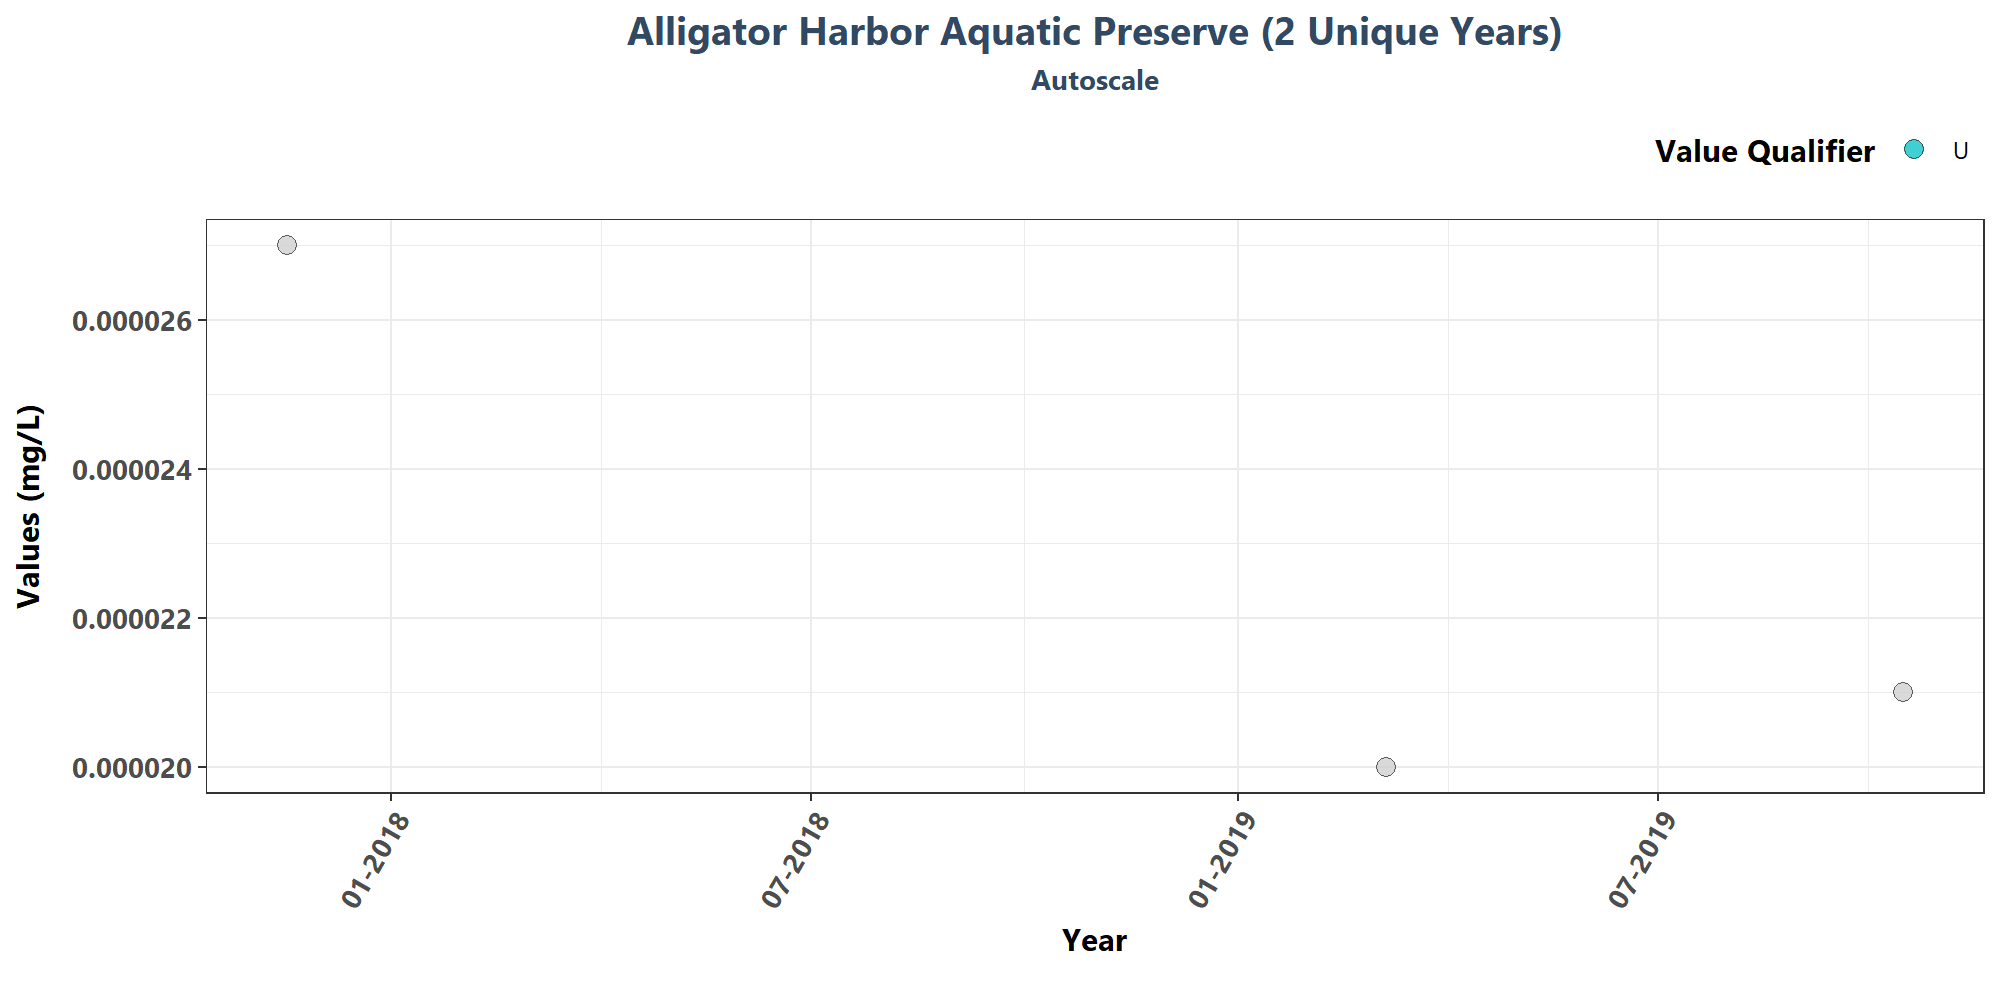 Alligator Harbor Aquatic Preserve (2 Unique Years)
Autoscale
Value Qualifier U
0.000026
0.000024
0.000022
0.000020
Values (mg/L)
01-2018
07-2018
01-2019
07-2019
Year